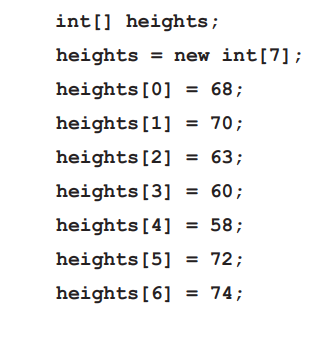 int[] heights;
heights = new int[7];
heights[0] = 68;
heights[1] = 70;
heights[2] = 63;
heights[3] = 60;
heights[4] = 58;
heights[5] = 72;
heights[6] = 74;